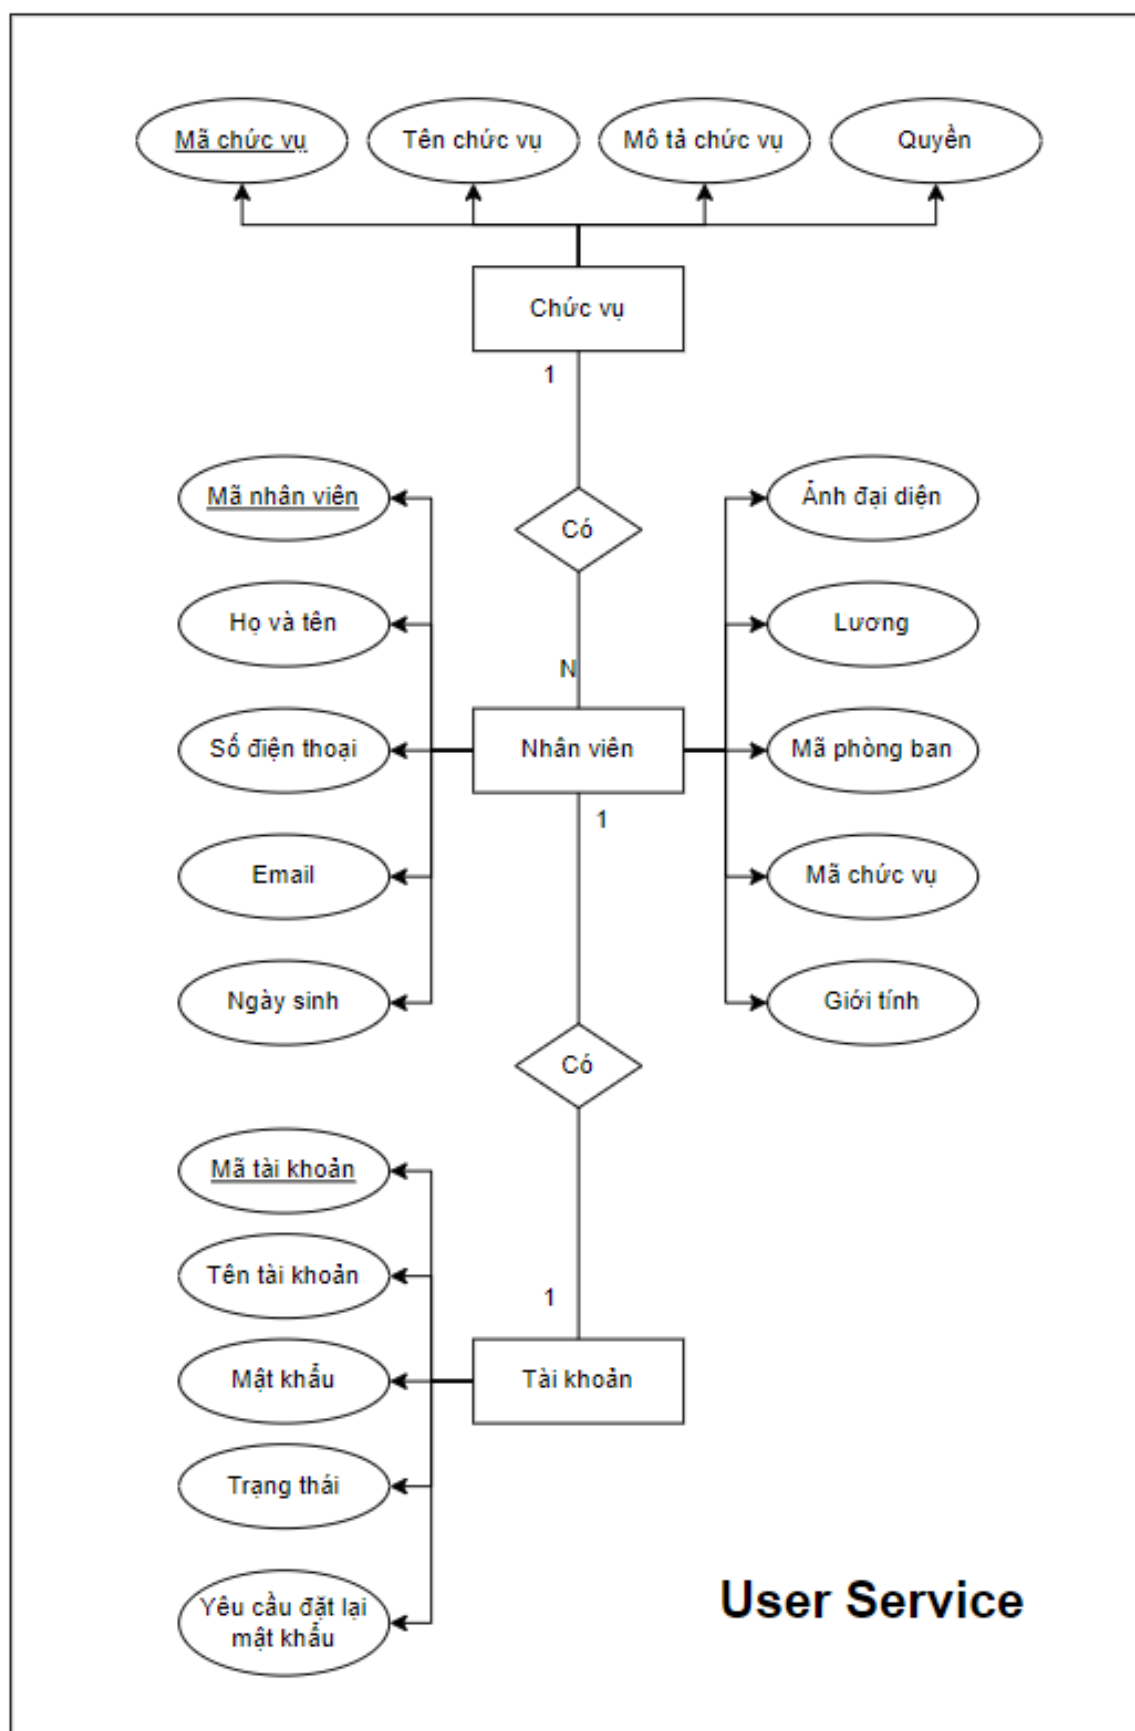 Mã chức vụ
Tên chức vụ
Mô tả chức vụ
Quyền
Chức vụ
1
Mã nhân viên
Ảnh đại diện
Có
Họ và tên
Lương
N
Số điện thoại
Nhân viên
Mã phòng ban
1
Email
Mã chức vụ
Ngày sinh
Giới tính
Có
Mã tài khoản
Tên tài khoản
1
Mật khẩu
Tài khoản
Trạng thái
Yêu cầu đặt lại
mật khẩu
User Service